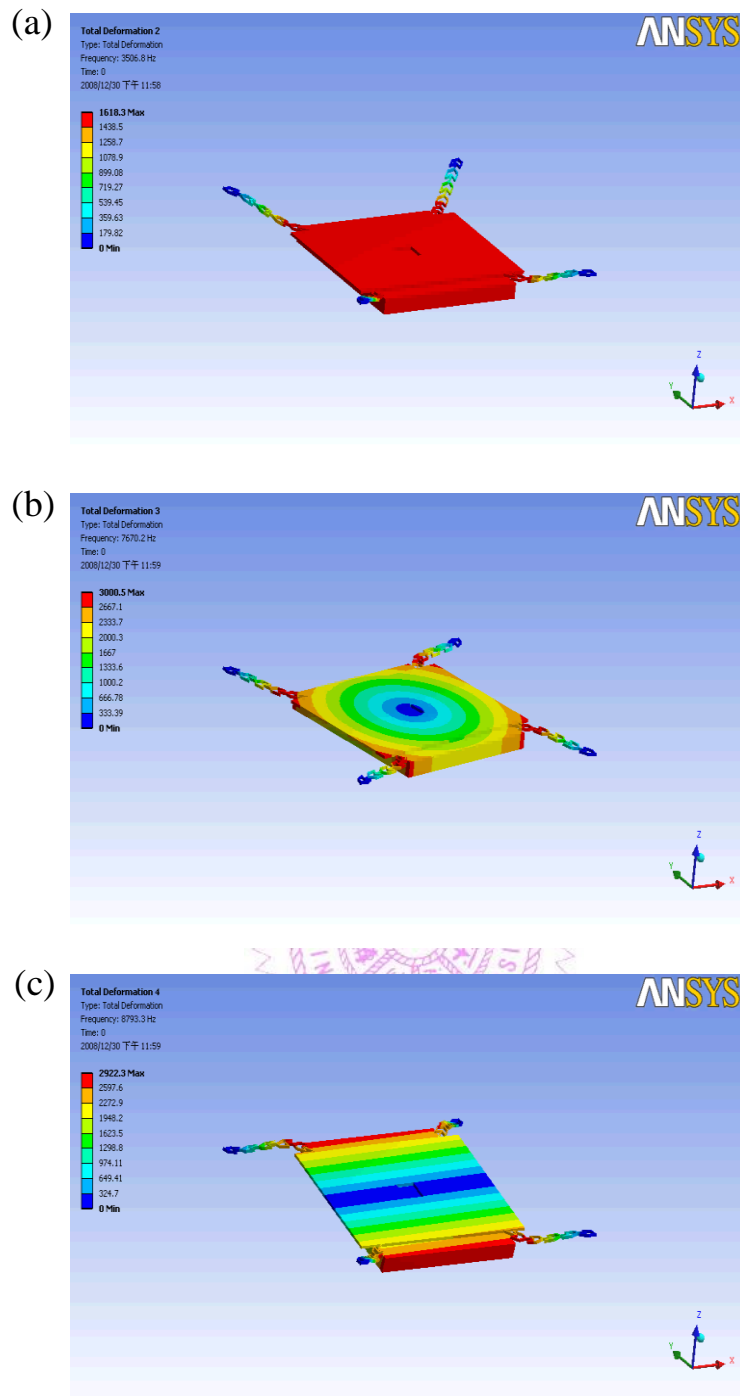 (a)
Total Deformation 2
Type: Total Deformation
Frequency: 3506.8 Hz
Time: 0
2008/12/30 下午 11:58
ANSYS
1618.3 Max
1438.5
1258.7
1078.9
899.08
719.27
539.45
359.63
179.82
0 Min
Z
Y
X
(b)
Total Deformation 3
Type: Total Deformation
Frequency: 7670.2 Hz
Time: 0
2008/12/30 下午 11:59
ANSYS
3000.5 Max
2667.1
2333.7
2000.3
1667
1333.6
1000.2
666.78
333.39
0 Min
Z
Y
X
(c)
Total Deformation 4
Type: Total Deformation
Frequency: 8793.3 Hz
Time: 0
2008/12/30 下午 11:59
ANSYS
2922.3 Max
2597.6
2272.9
1948.2
1623.5
1298.8
974.11
649.41
324.7
0 Min
Z
Y
X